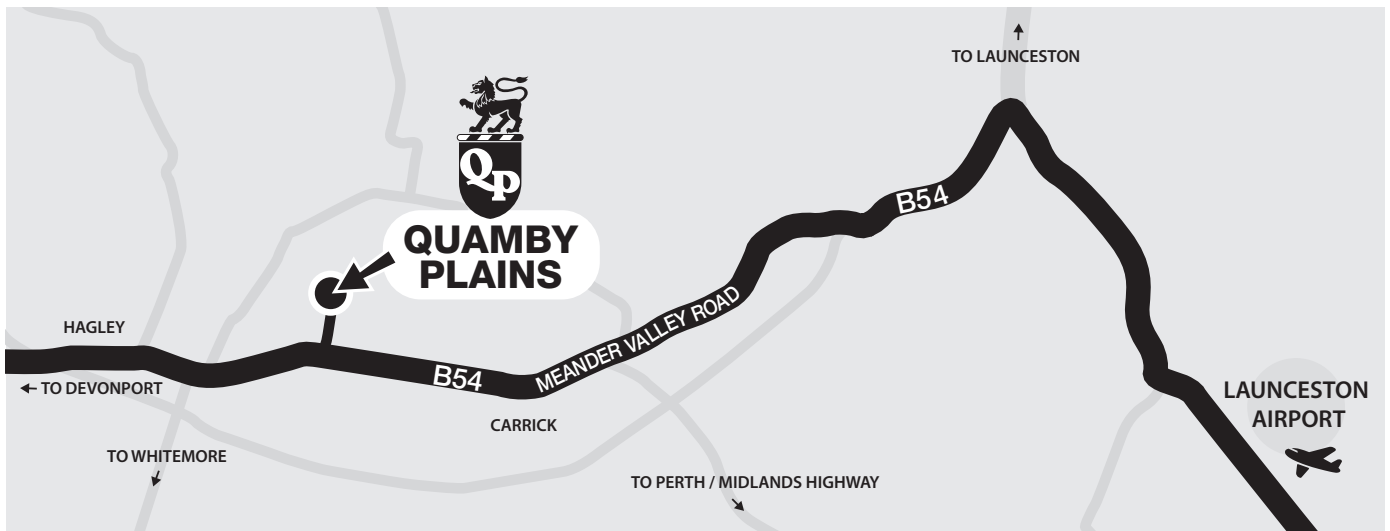 TO LAUNCESTON
QP
QUAMBY
PLAINS
B54
MEANDER VALLEY ROAD
HAGLEY
B54
TO DEVONPORT
CARRICK
LAUNCESTON
AIRPORT
TO WHITEMORE
TO PERTH / MIDLANDS HIGHWAY